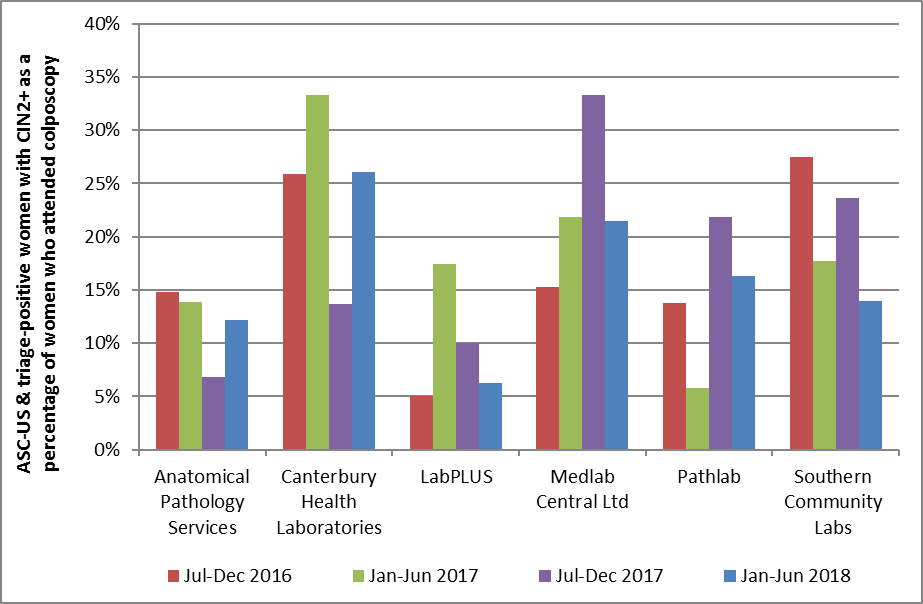 ASC-US & triage-positive women with CIN2+ as a
percentage of women who attended colposcopy
40%
35%
30%
25%
20%
15%
10%
5%
0%
Anatomical
Pathology
Services
Canterbury
Health
Laboratories
LabPLUS
Medlab
Central Ltd
Pathlab
Southern
Community
Labs
Jul-Dec 2016
Jan-Jun 2017
Jul-Dec 2017
Jan-Jun 2018